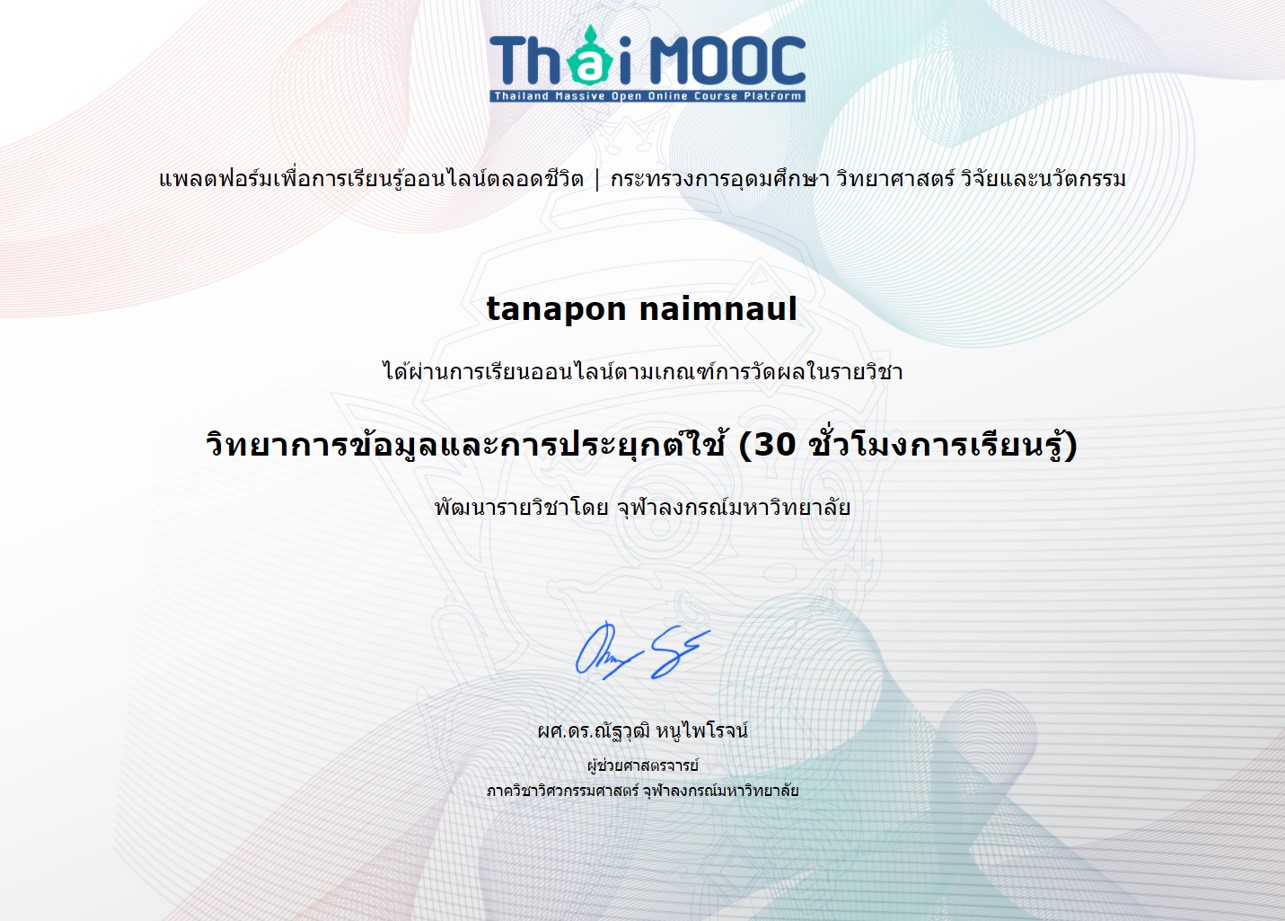 Thai MOOC
Thailand Massive Open Online Course Platform
แพลตฟอร์มเพื่อการเรียนรู้ออนไลน์ตลอดชีวิต | กระทรวงการอุดมศึกษา วิทยาศาสตร์ วิจัยและนวัตกรรม
tanapon naimnaul
ได้ผ่านการเรียนออนไลน์ตามเกณฑ์การวัดผลในรายวิชา
วิทยาการข้อมูลและการประยุกต์ใช้ (30 ชั่วโมงการเรียนรู้)
พัฒนารายวิชาโดย จุฬาลงกรณ์มหาวิทยาลัย
ผศ.ดร.ณัฐวุฒิ หนูไพโรจน์
ผู้ช่วยศาสตรจารย์
ภาควิชาวิศวกรรมศาสตร์ จุฬาลงกรณ์มหาวิทยาลัย